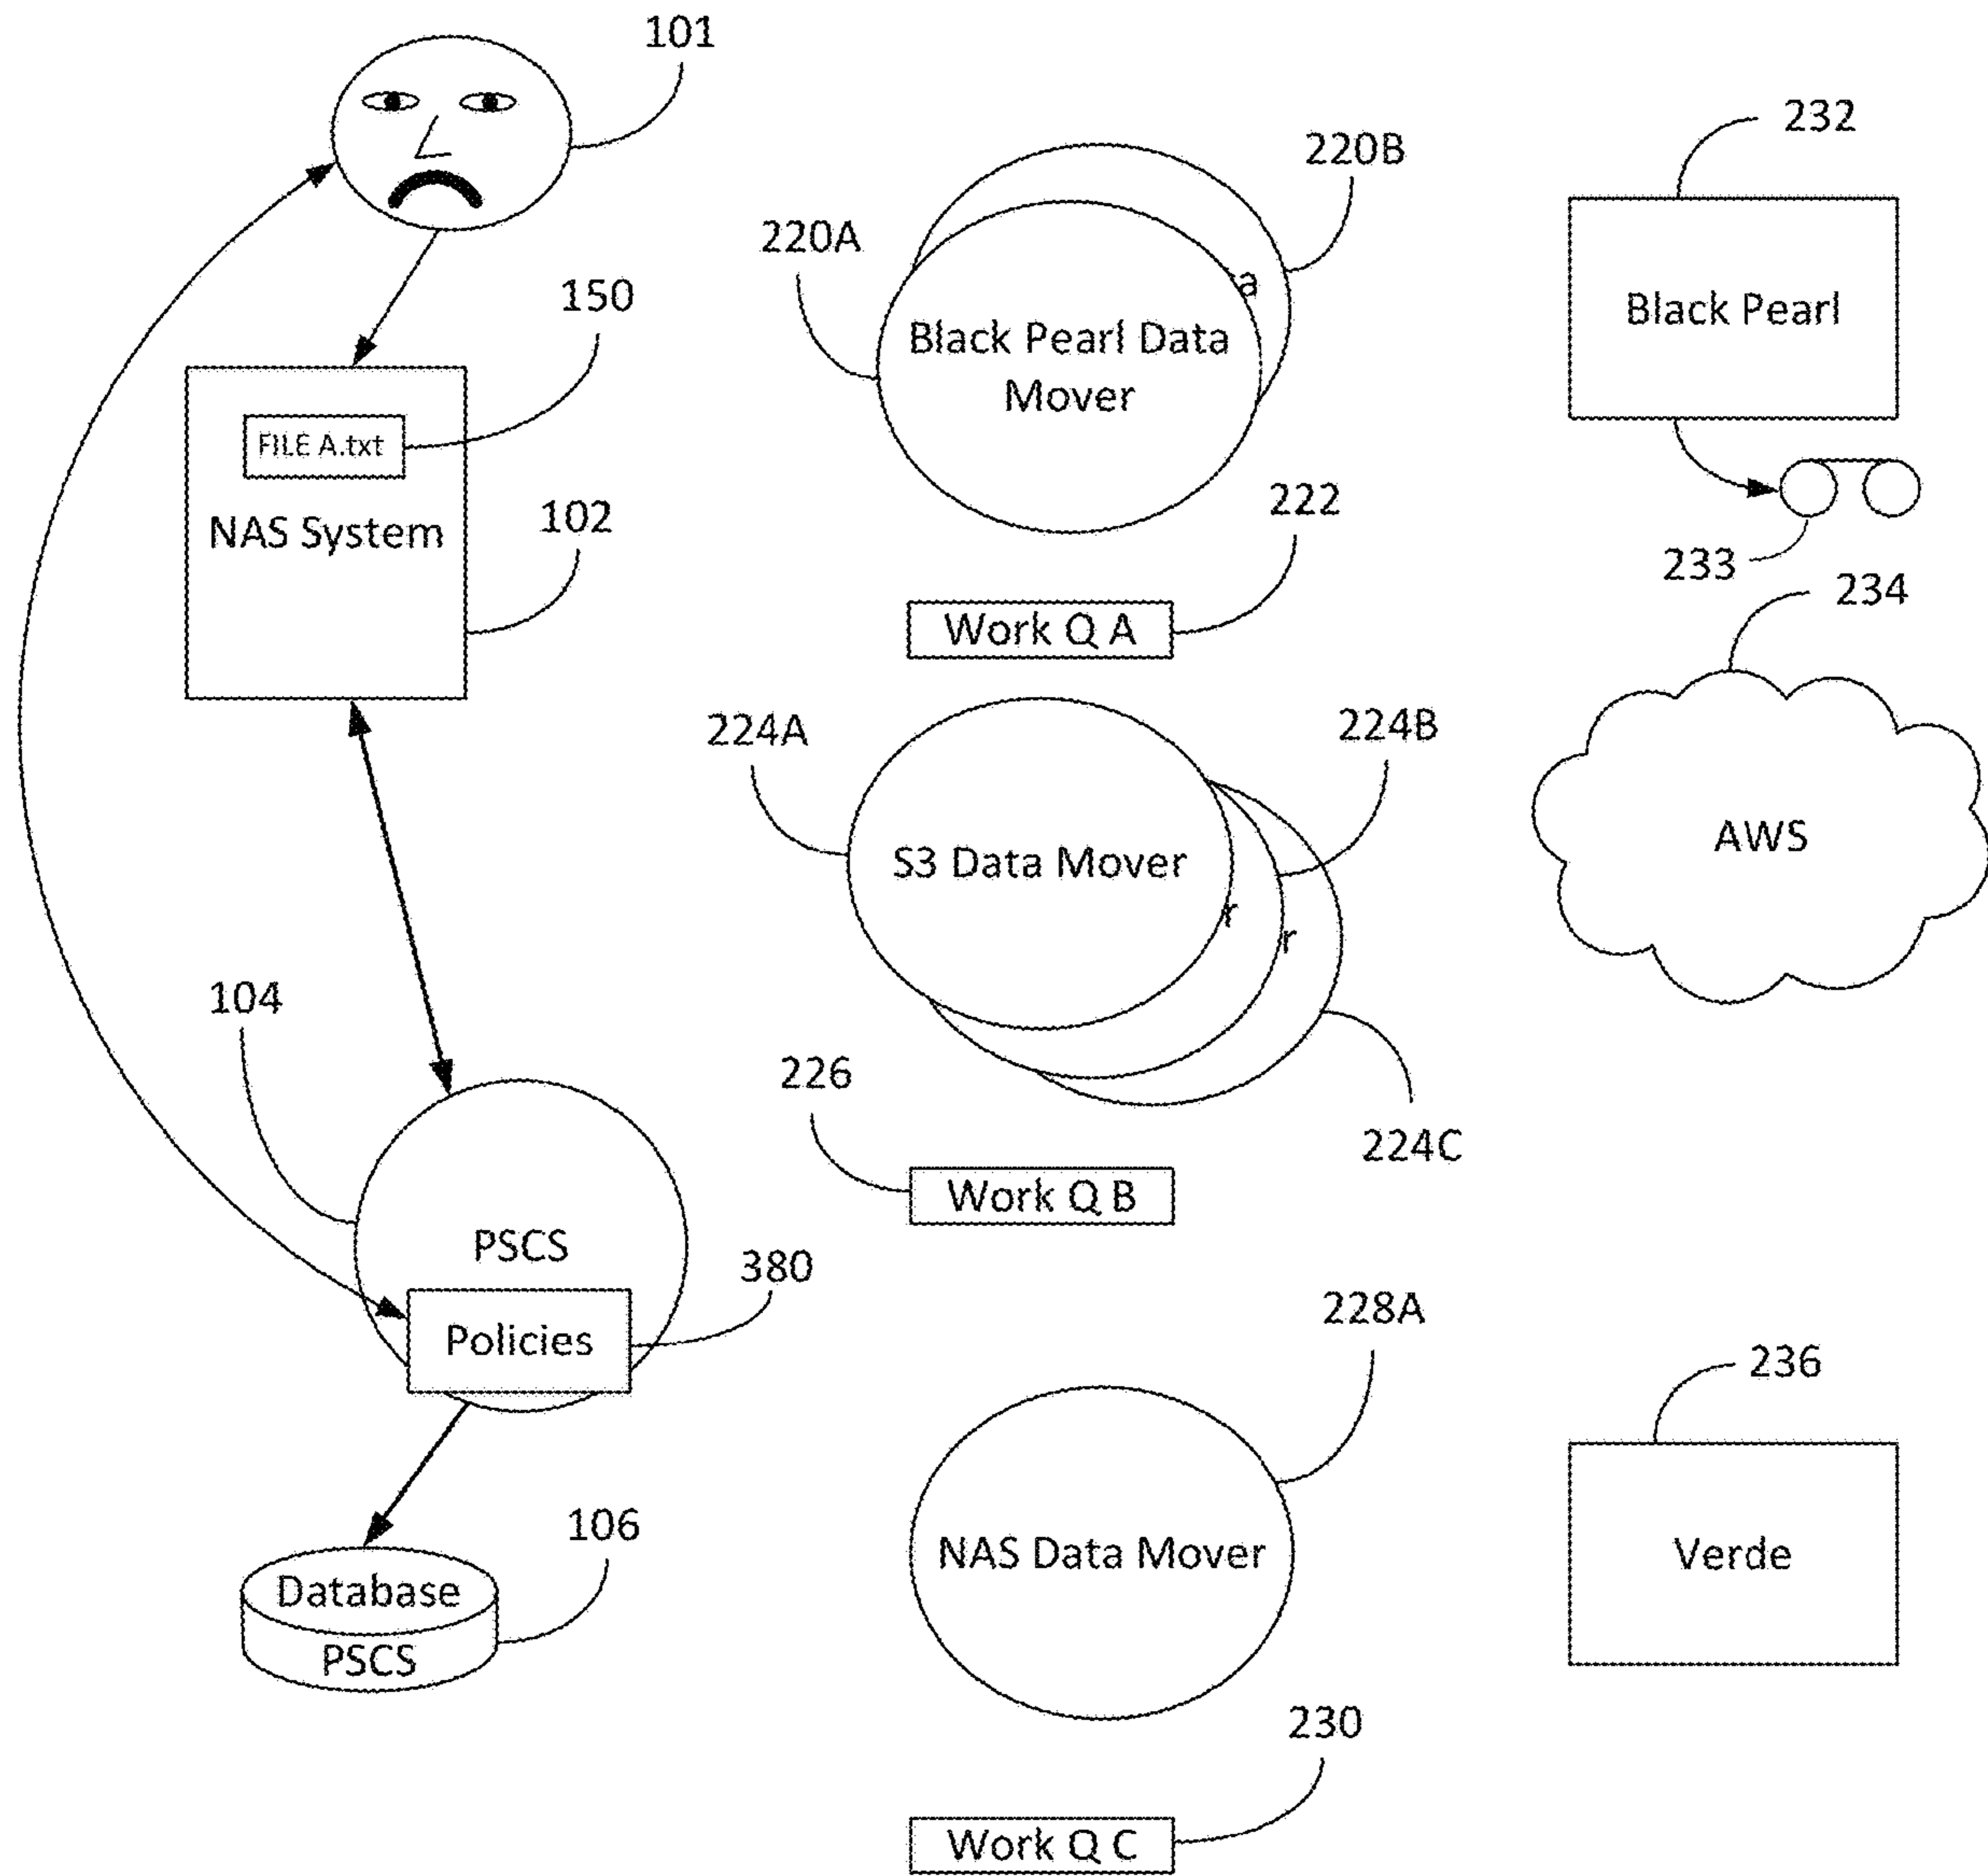 101
150
FILE A.txt
NAS System
102
104
PSCS
380
Policies
106
Database
PSCS
220B
220A
a
Black Pearl Data
Mover
222
Work Q A
224A
224B
S3 Data Mover
r
r
224C
226
Work Q B
228A
NAS Data Mover
230
Work Q C
232
Black Pearl
233
234
AWS
236
Verde